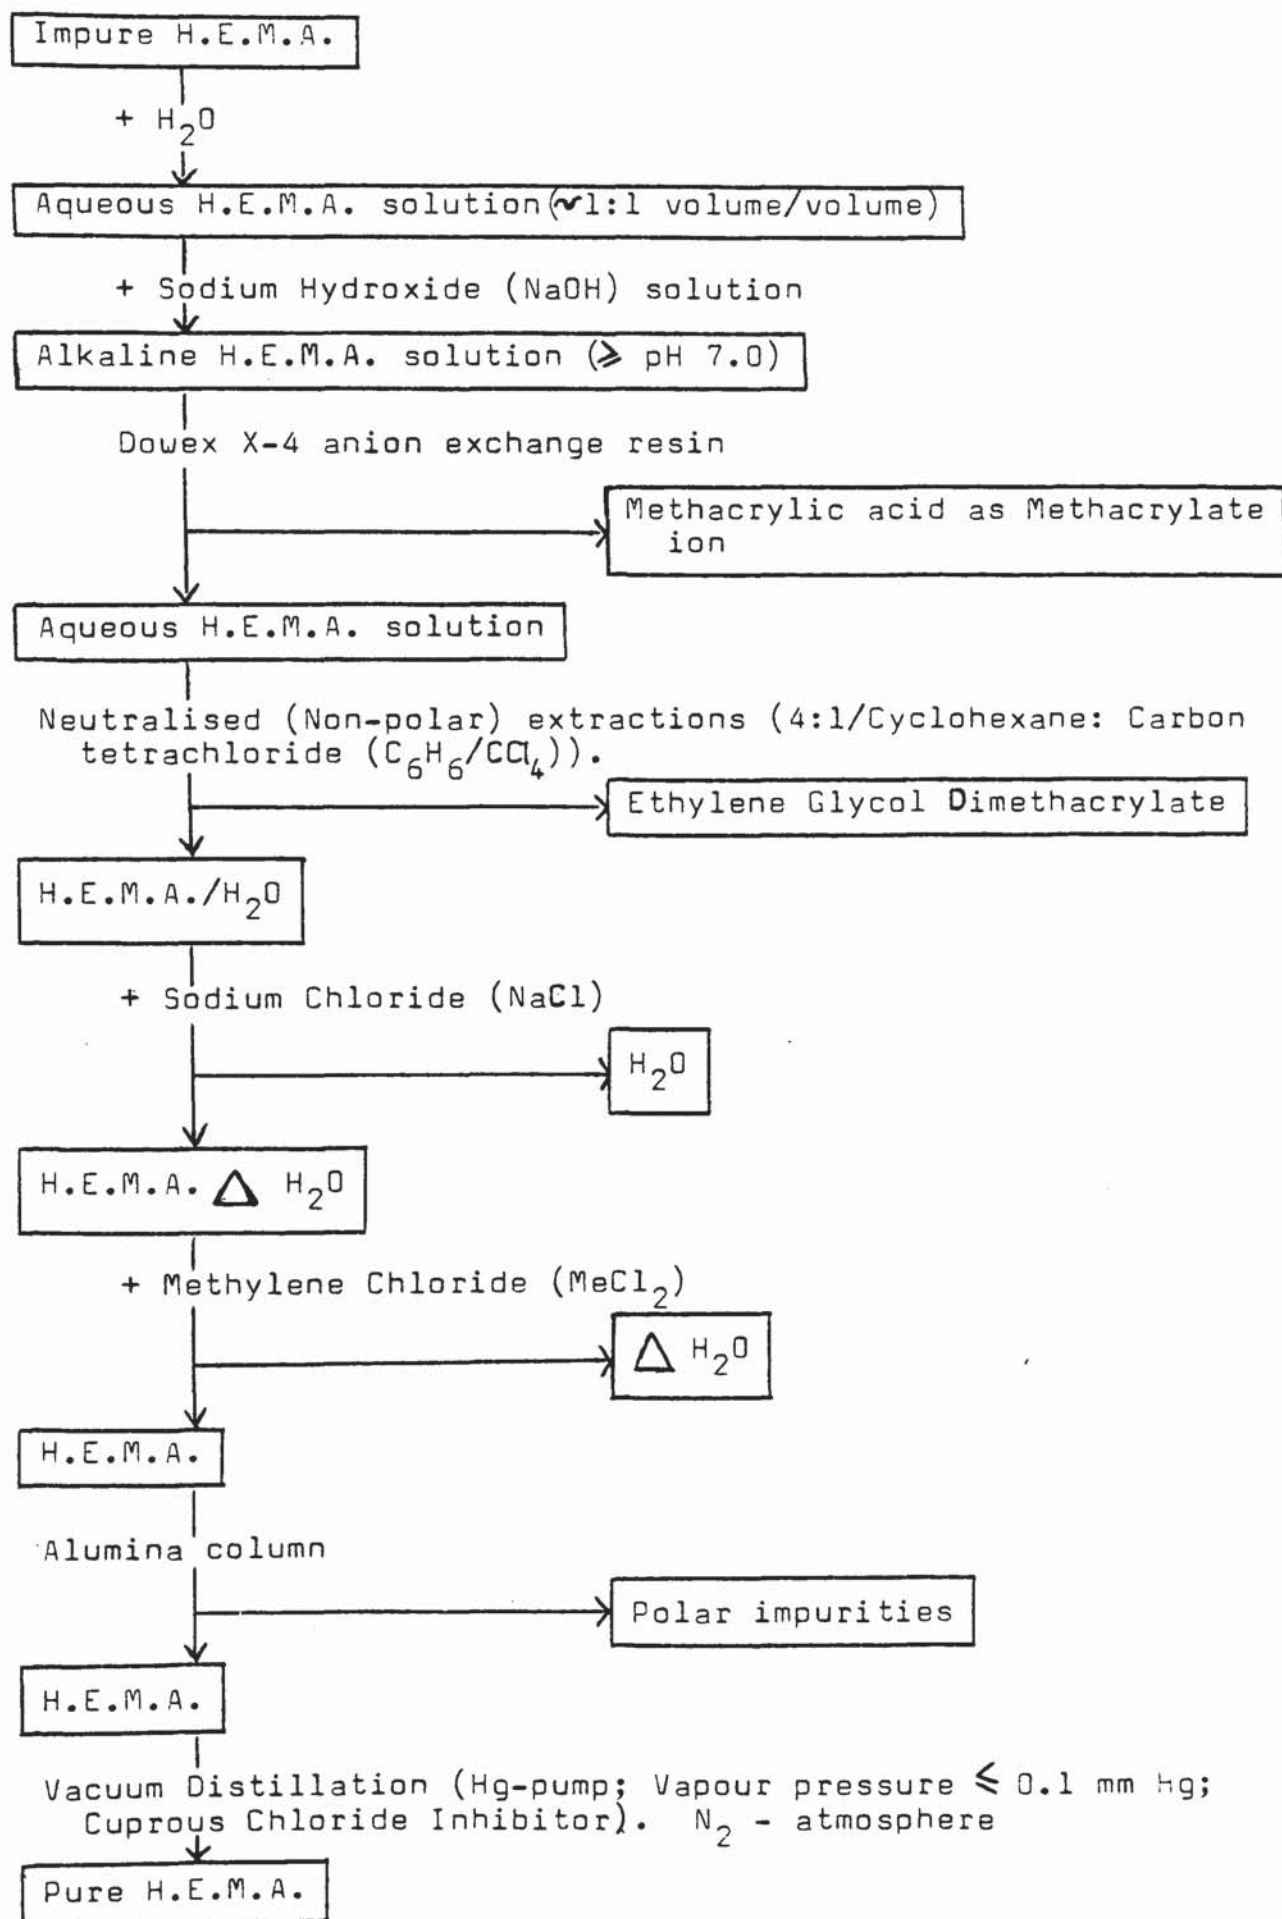 Impure H.E.M.A.
+ H₂O
Aqueous H.E.M.A. solution (~1:1 volume/volume)
+ Sodium Hydroxide (NaOH) solution
Alkaline H.E.M.A. solution (⩾ pH 7.0)
Dowex X-4 anion exchange resin
Methacrylic acid as Methacrylate
ion
Aqueous H.E.M.A. solution
Neutralised (Non-polar) extractions (4:1/Cyclohexane: Carbon
tetrachloride (C₆H₆/CCl₄)).
Ethylene Glycol Dimethacrylate
H.E.M.A./H₂O
+ Sodium Chloride (NaCl)
H₂O
H.E.M.A. △ H₂O
+ Methylene Chloride (MeCl₂)
△ H₂O
H.E.M.A.
Alumina column
Polar impurities
H.E.M.A.
Vacuum Distillation (Hg-pump; Vapour pressure ⩽ 0.1 mm Hg;
Cuprous Chloride Inhibitor). N₂ - atmosphere
Pure H.E.M.A.